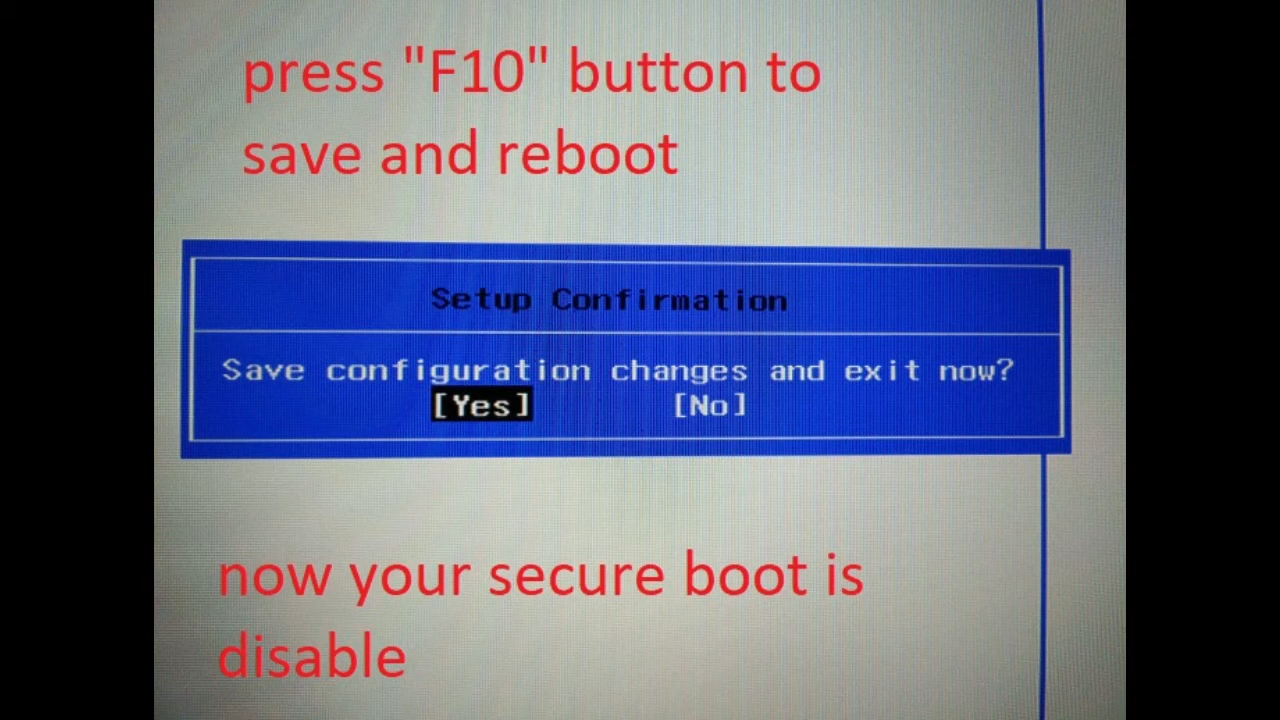 press "F10" button to
save and reboot
Setup Confirmation
Save configuration changes and exit now?
[Yes] [No]
now your secure boot is
disable